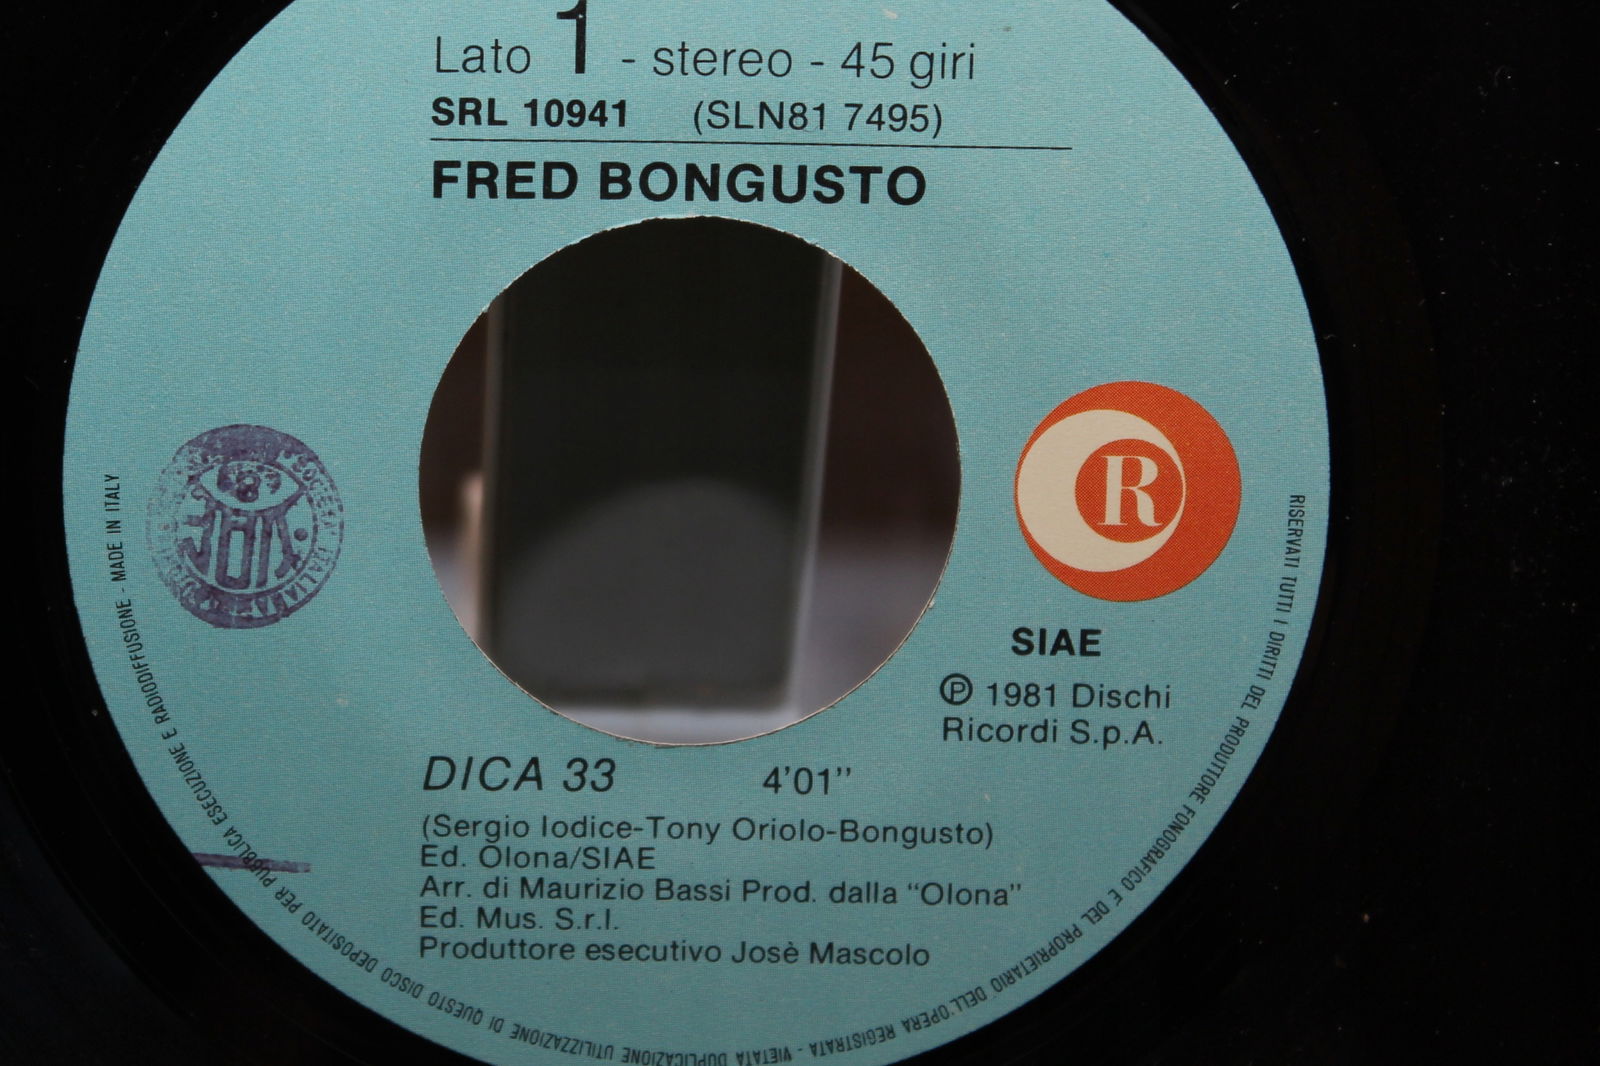 Lato 1 - stereo - 45 giri
SRL 10941 (SLN81 7495)
FRED BONGUSTO
R
SIAE
℗ 1981 Dischi
Ricordi S.p.A.
DICA 33 4'01''
(Sergio Iodice-Tony Oriolo-Bongusto)
Ed. Olona/SIAE
Arr. di Maurizio Bassi Prod. dalla “Olona”
Ed. Mus. S.r.l.
Produttore esecutivo Josè Mascolo
RISERVATI TUTTI I DIRITTI DEL PRODUTTORE FONOGRAFICO E DEL PROPRIETARIO DELL'OPERA REGISTRATA - VIETATA DUPLICAZIONE UTILIZZAZIONE DI QUESTO DISCO DEPOSITATO PER PUBBLICA ESECUZIONE E RADIODIFFUSIONE - MADE IN ITALY
SOCIETA' ITALIANA